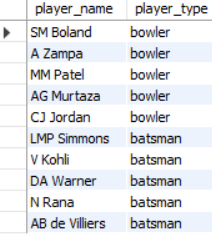 player_name player_type
SM Boland bowler
A Zampa bowler
MM Patel bowler
AG Murtaza bowler
CJ Jordan bowler
LMP Simmons batsman
V Kohli batsman
DA Warner batsman
N Rana batsman
AB de Villiers batsman